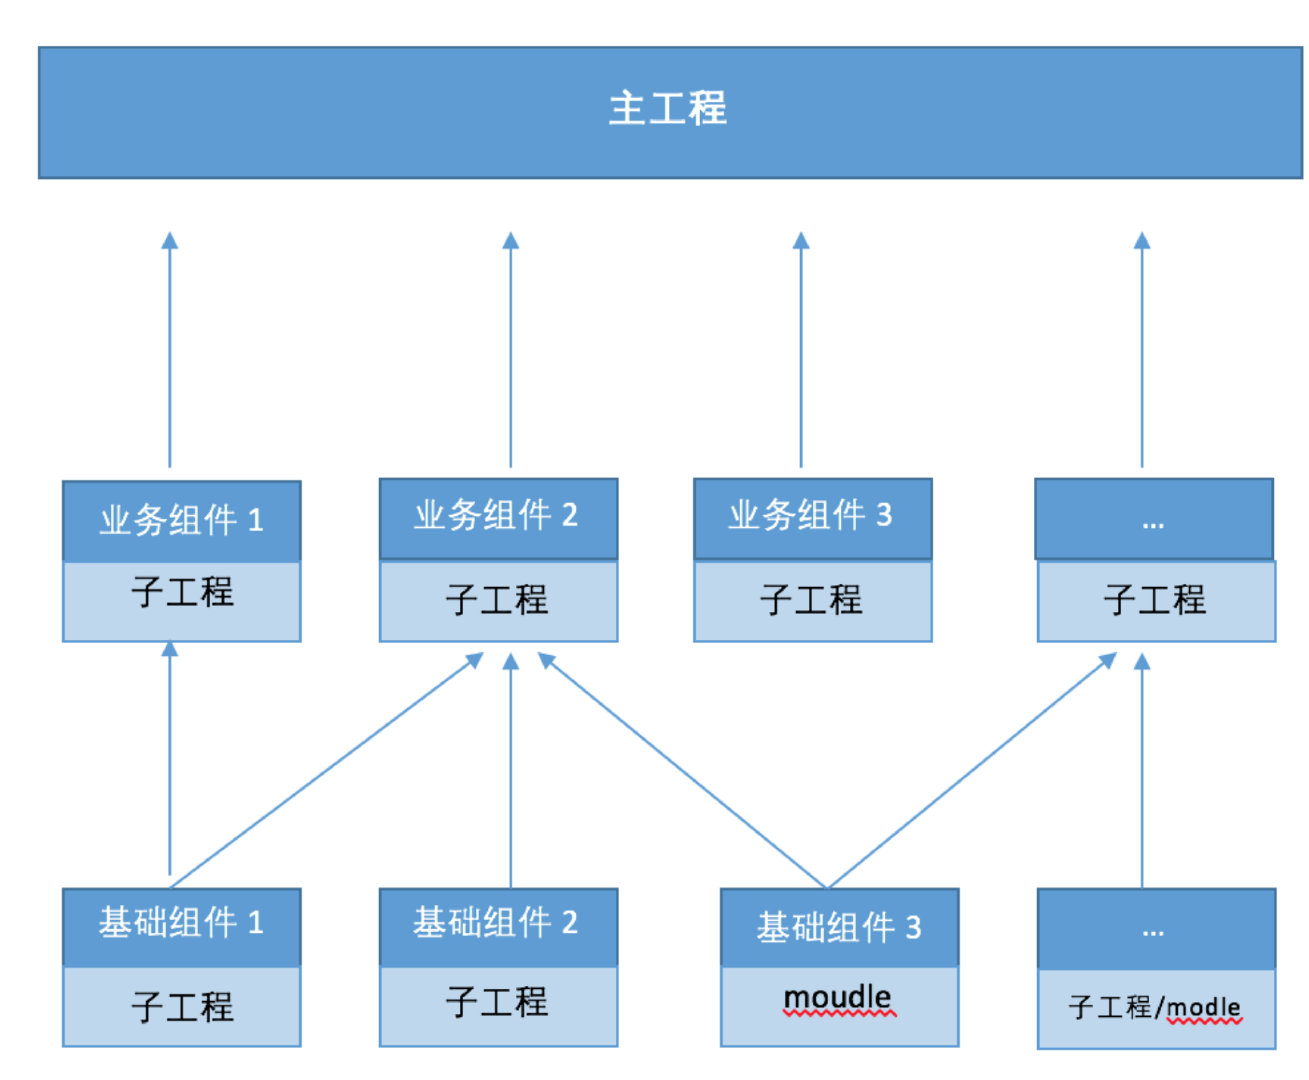 主工程
业务组件 1
子工程
业务组件 2
子工程
业务组件 3
子工程
...
子工程
基础组件 1
子工程
基础组件 2
子工程
基础组件 3
moudle
...
子工程/modle